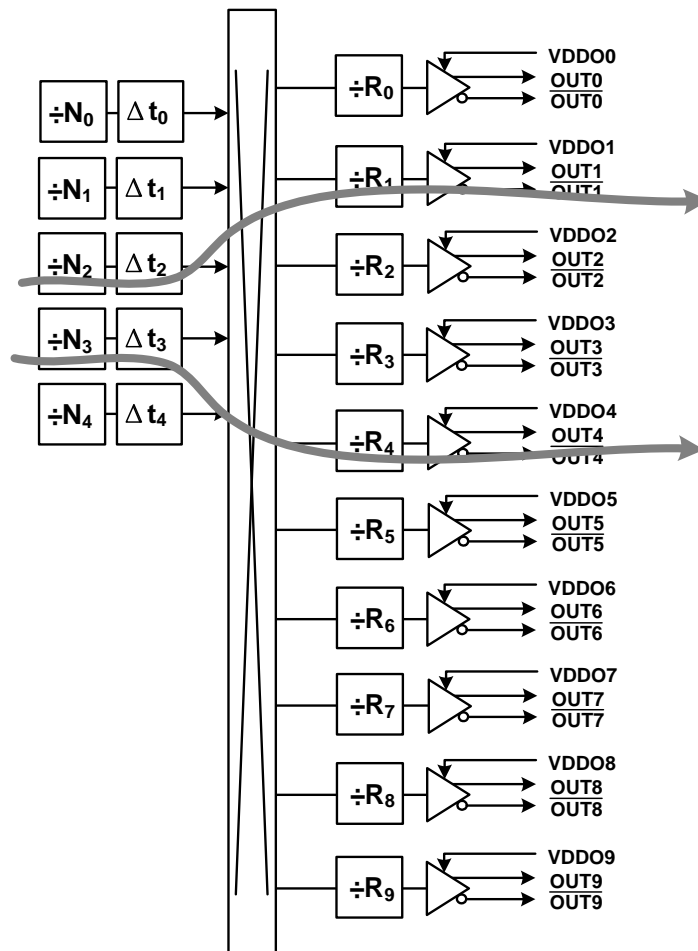 ÷N₀ Δt₀
÷N₁ Δt₁
÷N₂ Δt₂
÷N₃ Δt₃
÷N₄ Δt₄
÷R₀
VDDO0
OUT0
OUT0
÷R₁
VDDO1
OUT1
OUT1
÷R₂
VDDO2
OUT2
OUT2
÷R₃
VDDO3
OUT3
OUT3
÷R₄
VDDO4
OUT4
OUT4
÷R₅
VDDO5
OUT5
OUT5
÷R₆
VDDO6
OUT6
OUT6
÷R₇
VDDO7
OUT7
OUT7
÷R₈
VDDO8
OUT8
OUT8
÷R₉
VDDO9
OUT9
OUT9